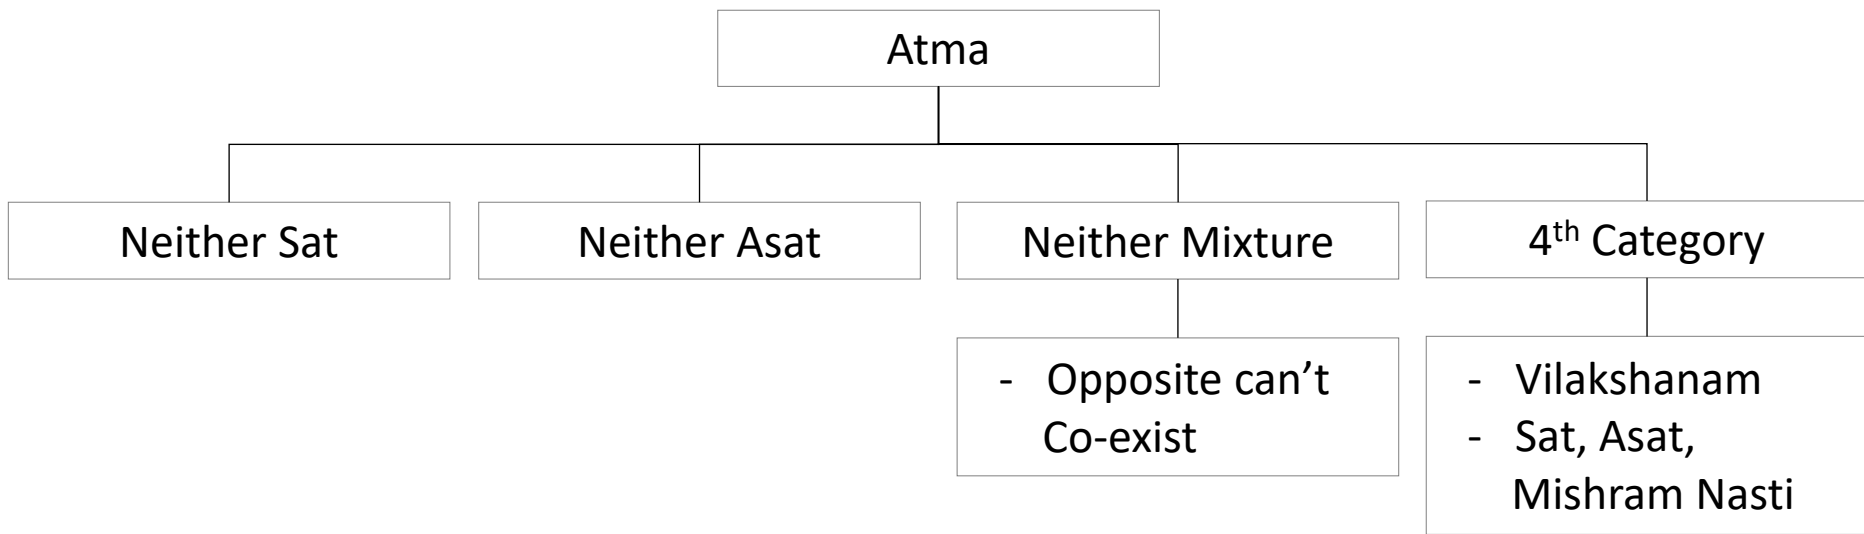 Atma
Neither Sat
Neither Asat
Neither Mixture
4th Category
- Opposite can’t
Co-exist
- Vilakshanam
- Sat, Asat,
Mishram Nasti